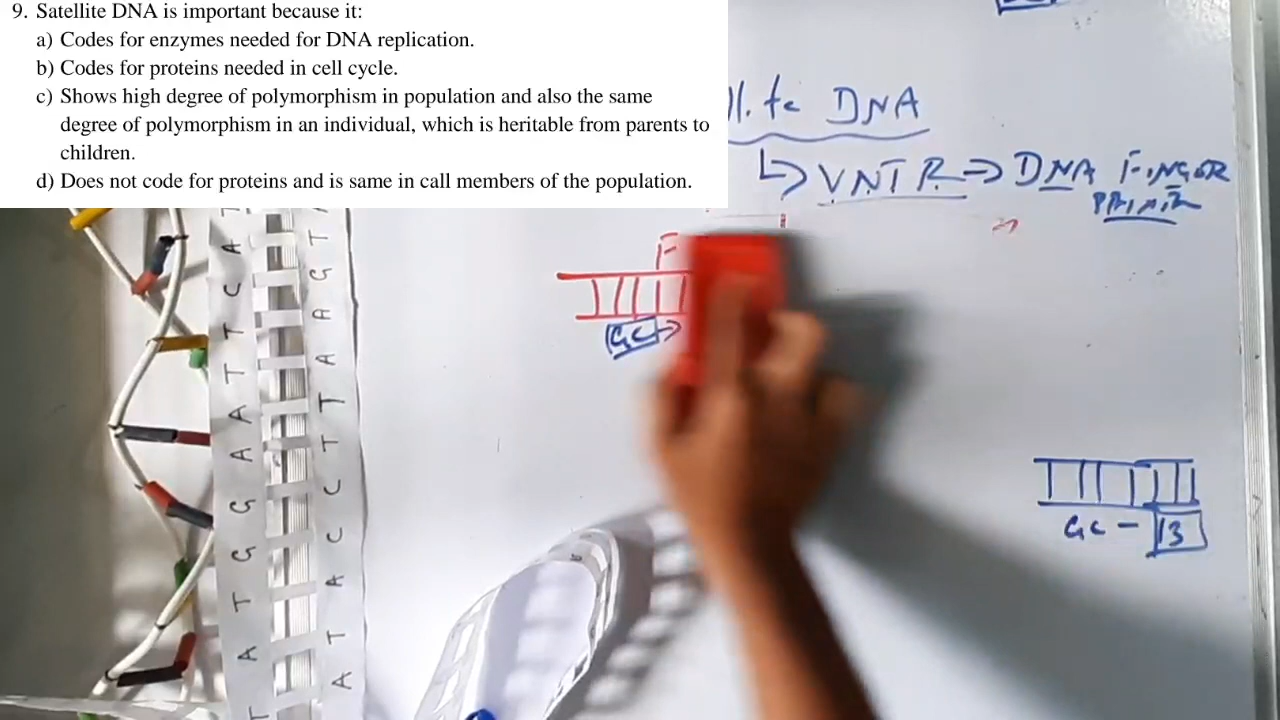 9. Satellite DNA is important because it:
a) Codes for enzymes needed for DNA replication.
b) Codes for proteins needed in cell cycle.
c) Shows high degree of polymorphism in population and also the same
degree of polymorphism in an individual, which is heritable from parents to
children.
d) Does not code for proteins and is same in call members of the population.
llite DNA
↳ VNTR ⇒ DNA FINGER
F
GC →
GC - 13
A T G G A A T T C A T
A T A C C T T A A G T